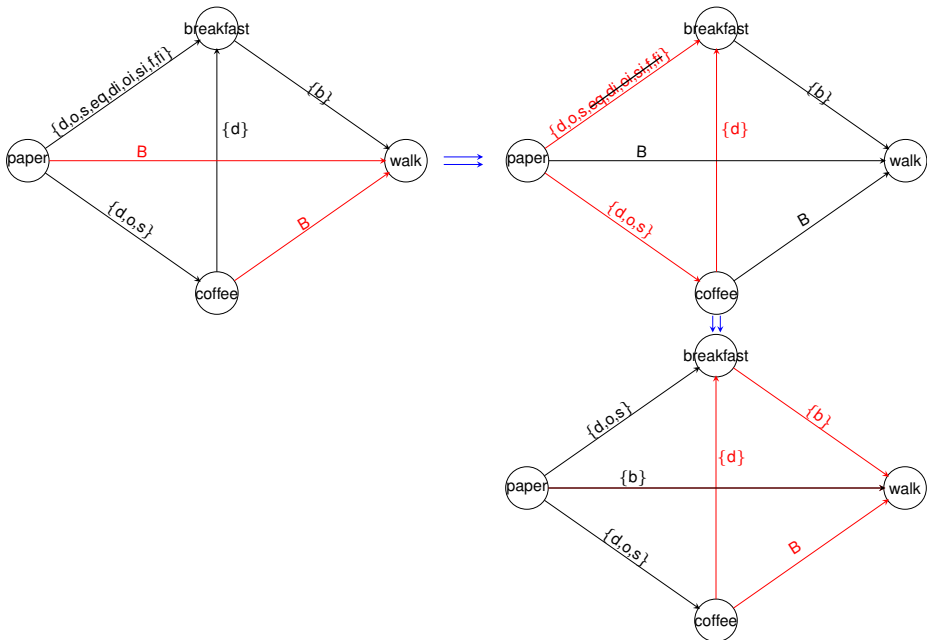 breakfast
{d,o,s,eq,di,oi,si,f,fi}
{b}
{d}
paper
B
walk
{d,o,s}
B
coffee
breakfast
{d,o,s,eq,di,oi,si,f,fi}
{b}
{d}
paper
B
walk
{d,o,s}
B
coffee
breakfast
{d,o,s}
{b}
{d}
paper
{b}
walk
{d,o,s}
B
coffee